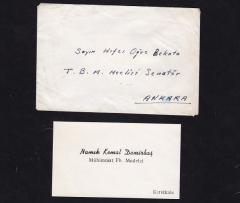 Sayın Hıfzı Oğuz Bekata
T. B. M. Meclisi Senatör
ANKARA
Namık Kemal Demirbaş
Mühimmat Fb. Müdürü
Kırıkkale